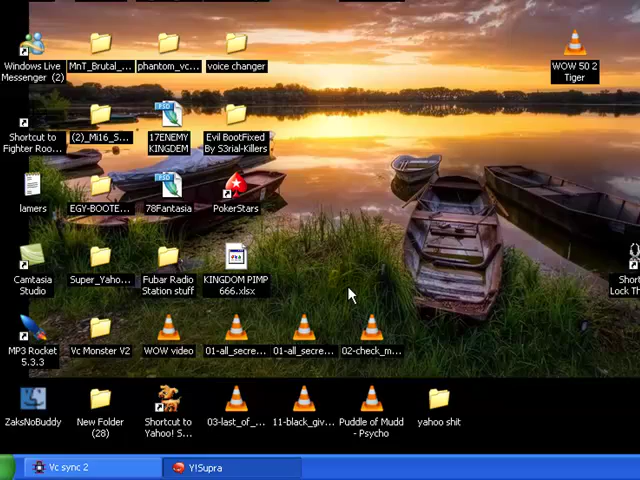 Windows Live
Messenger (2)
MnT_Brutal_...
phantom_vc...
voice changer
WOW 50 2
Tiger
Shortcut to
Fighter Roo...
(2)_Mi16_S...
17ENEMY
KINGDEM
Evil BootFixed
By S3rial-Killers
lamers
EGY-BOOTE...
78Fantasia
PokerStars
Camtasia
Studio
Super_Yaho...
Fubar Radio
Station stuff
KINGDOM PIMP
666.xlsx
Short
Lock Th
MP3 Rocket
5.3.3
Vc Monster V2
WOW video
01-all_secre...
01-all_secre...
02-check_m...
ZaksNoBuddy
New Folder
(28)
Shortcut to
Yahoo! S...
03-last_of_...
11-black_giv...
Puddle of Mudd
- Psycho
yahoo shit
Vc sync 2
Y!Supra